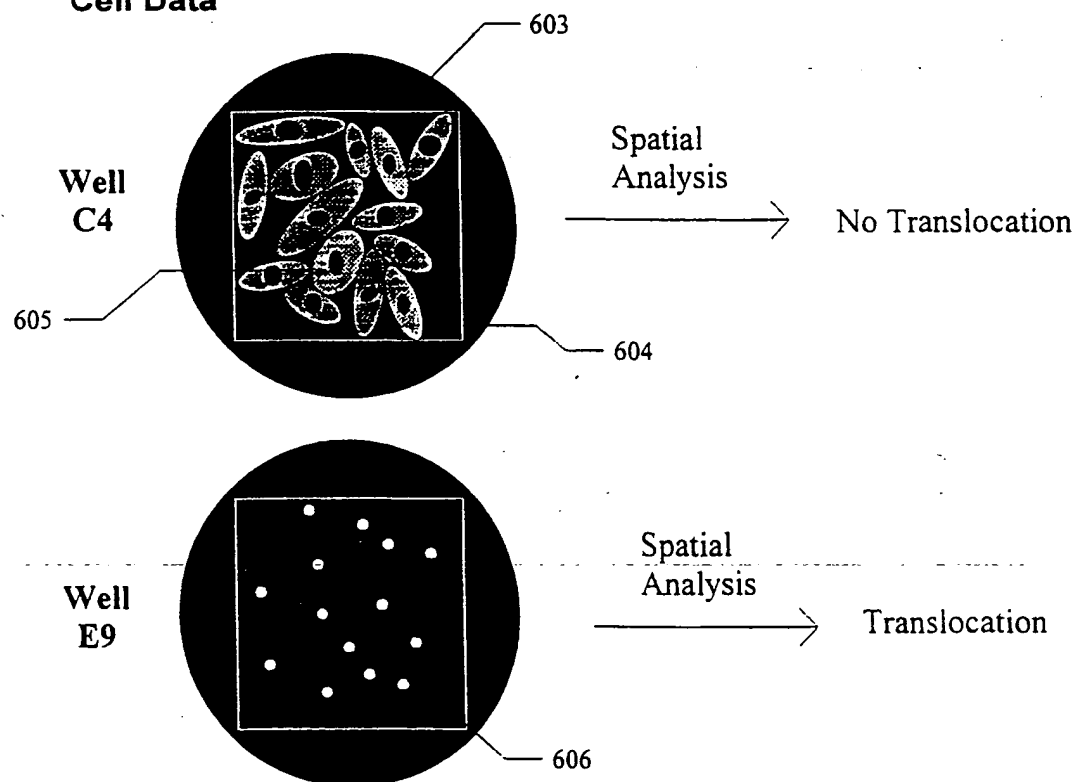 Cell Data
603
Well
C4
Spatial
Analysis
No Translocation
605
604
Well
E9
Spatial
Analysis
Translocation
606